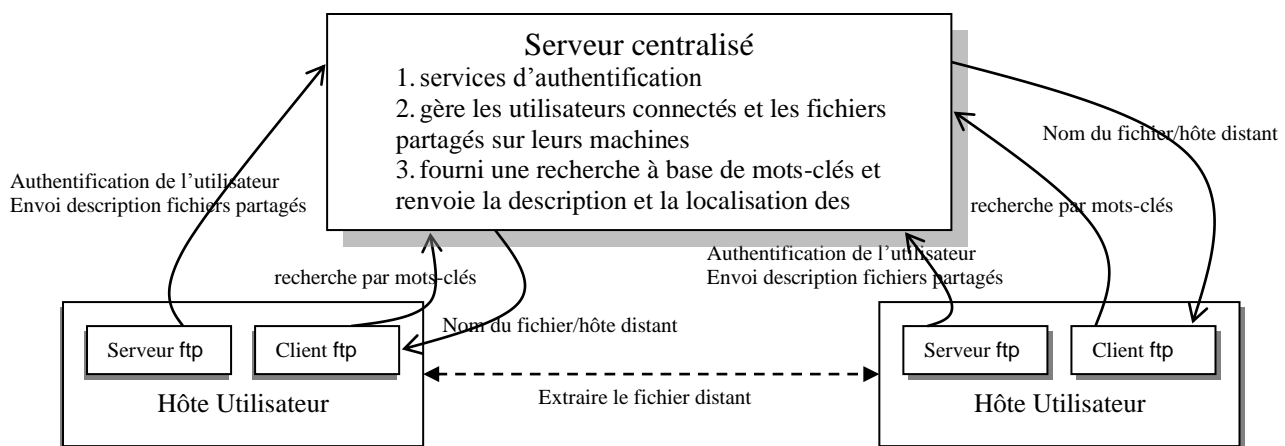 Serveur centralisé
1. services d'authentification
2. gère les utilisateurs connectés et les fichiers
partagés sur leurs machines
3. fourni une recherche à base de mots-clés et
renvoie la description et la localisation des
Nom du fichier/hôte distant
Authentification de l'utilisateur
Envoi description fichiers partagés
recherche par mots-clés
Authentification de l'utilisateur
Envoi description fichiers partagés
recherche par mots-clés
Nom du fichier/hôte distant
Serveur ftp
Client ftp
Hôte Utilisateur
Extraire le fichier distant
Serveur ftp
Client ftp
Hôte Utilisateur